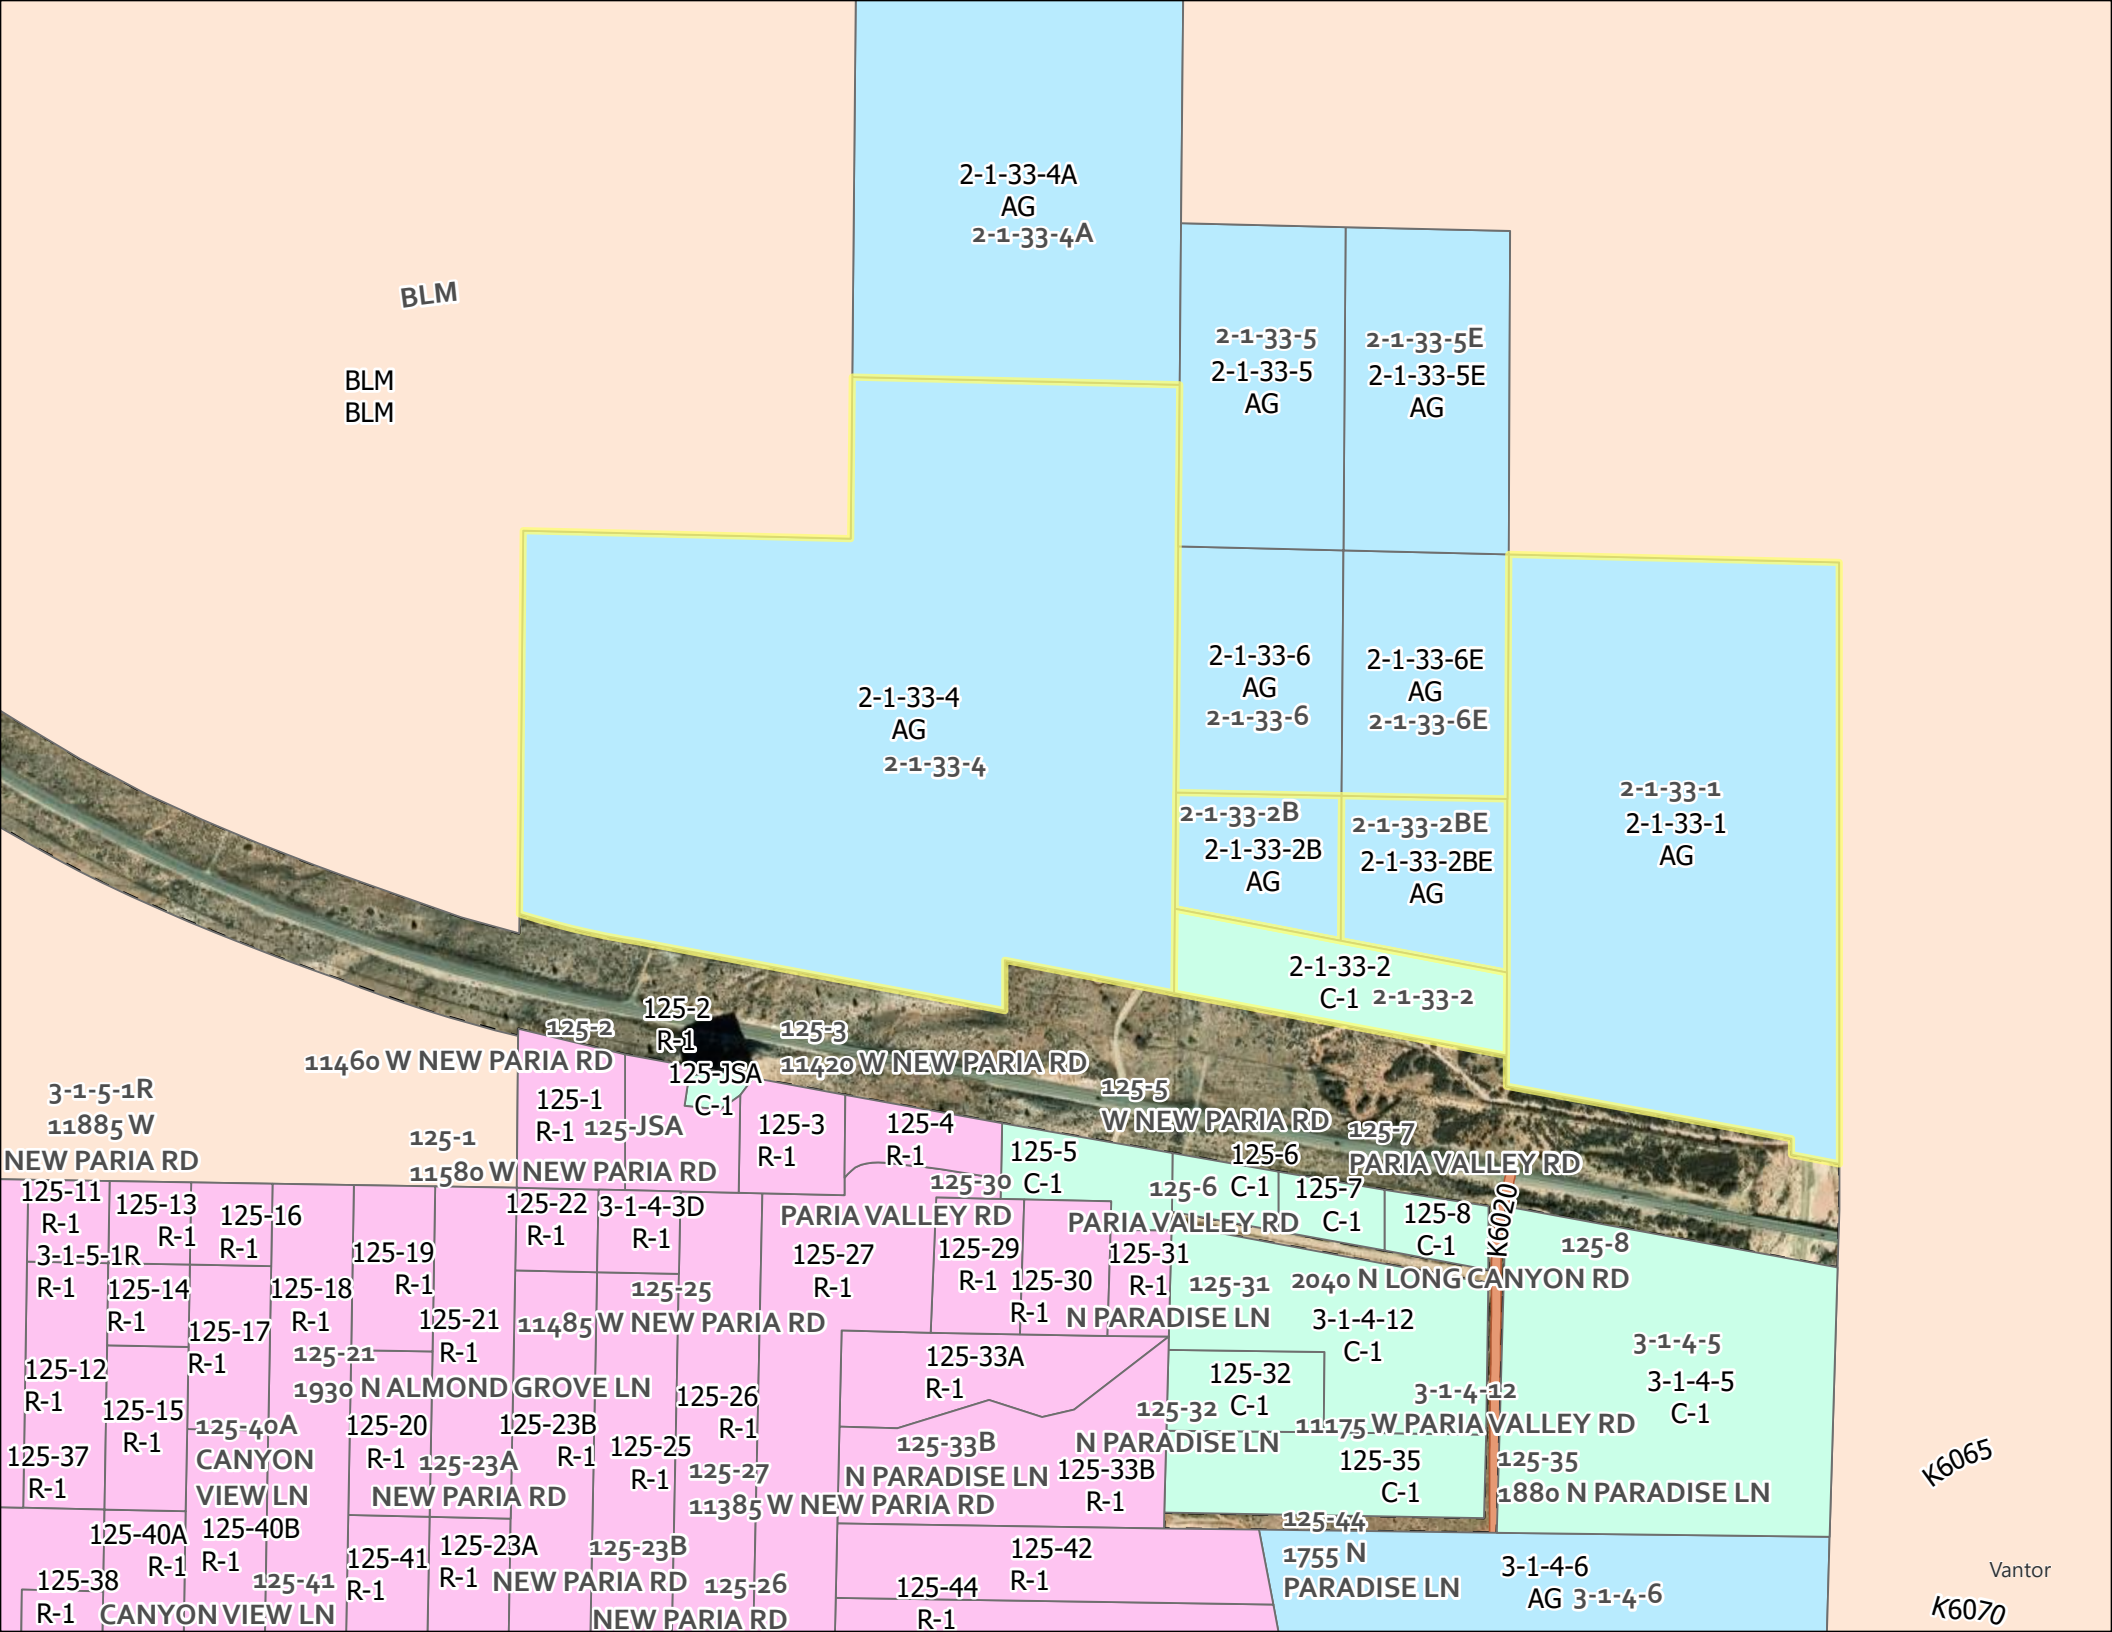 2-1-33-4A
AG
2-1-33-4A
BLM
BLM
BLM
2-1-33-5
2-1-33-5
AG
2-1-33-5E
2-1-33-5E
AG
2-1-33-4
AG
2-1-33-4
2-1-33-6
AG
2-1-33-6
2-1-33-6E
AG
2-1-33-6E
2-1-33-1
2-1-33-1
AG
2-1-33-2B
2-1-33-2B
AG
2-1-33-2BE
2-1-33-2BE
AG
2-1-33-2
C-1 2-1-33-2
125-2
R-1
125-2
11460 W NEW PARIA RD
125-3
11420 W NEW PARIA RD
125-JSA
C-1
125-1
R-1
125-JSA
3-1-5-1R
11885 W
NEW PARIA RD
125-1
11580 W NEW PARIA RD
125-3
R-1
125-4
R-1
125-5
W NEW PARIA RD
125-7
PARIA VALLEY RD
125-5
C-1
125-6
C-1
125-7
C-1
125-8
C-1
K6020
125-30
PARIA VALLEY RD
125-6
PARIA VALLEY RD
125-8
2040 N LONG CANYON RD
125-11
R-1
125-13
R-1
125-16
R-1
125-22
R-1
3-1-4-3D
R-1
125-19
R-1
125-27
R-1
125-29
R-1
125-30
R-1
125-31
R-1
125-31
N PARADISE LN
3-1-5-1R
R-1
125-14
R-1
125-18
R-1
125-21
R-1
125-17
R-1
125-25
11485 W NEW PARIA RD
3-1-4-12
C-1
3-1-4-5
3-1-4-5
C-1
125-21
1930 N ALMOND GROVE LN
125-33A
R-1
125-32
C-1
125-32
N PARADISE LN
3-1-4-12
11175 W PARIA VALLEY RD
125-12
R-1
125-15
R-1
125-40A
CANYON
VIEW LN
125-20
R-1
125-23B
R-1
125-26
R-1
125-25
R-1
125-23A
NEW PARIA RD
125-27
11385 W NEW PARIA RD
125-33B
N PARADISE LN
125-33B
R-1
125-35
C-1
125-35
1880 N PARADISE LN
K6065
125-37
R-1
125-40A
R-1
125-40B
R-1
125-41
R-1
125-23A
R-1
125-23B
NEW PARIA RD
125-42
R-1
125-44
1755 N
PARADISE LN
3-1-4-6
AG 3-1-4-6
Vantor
K6070
125-38
R-1
125-41
CANYON VIEW LN
125-26
NEW PARIA RD
125-44
R-1